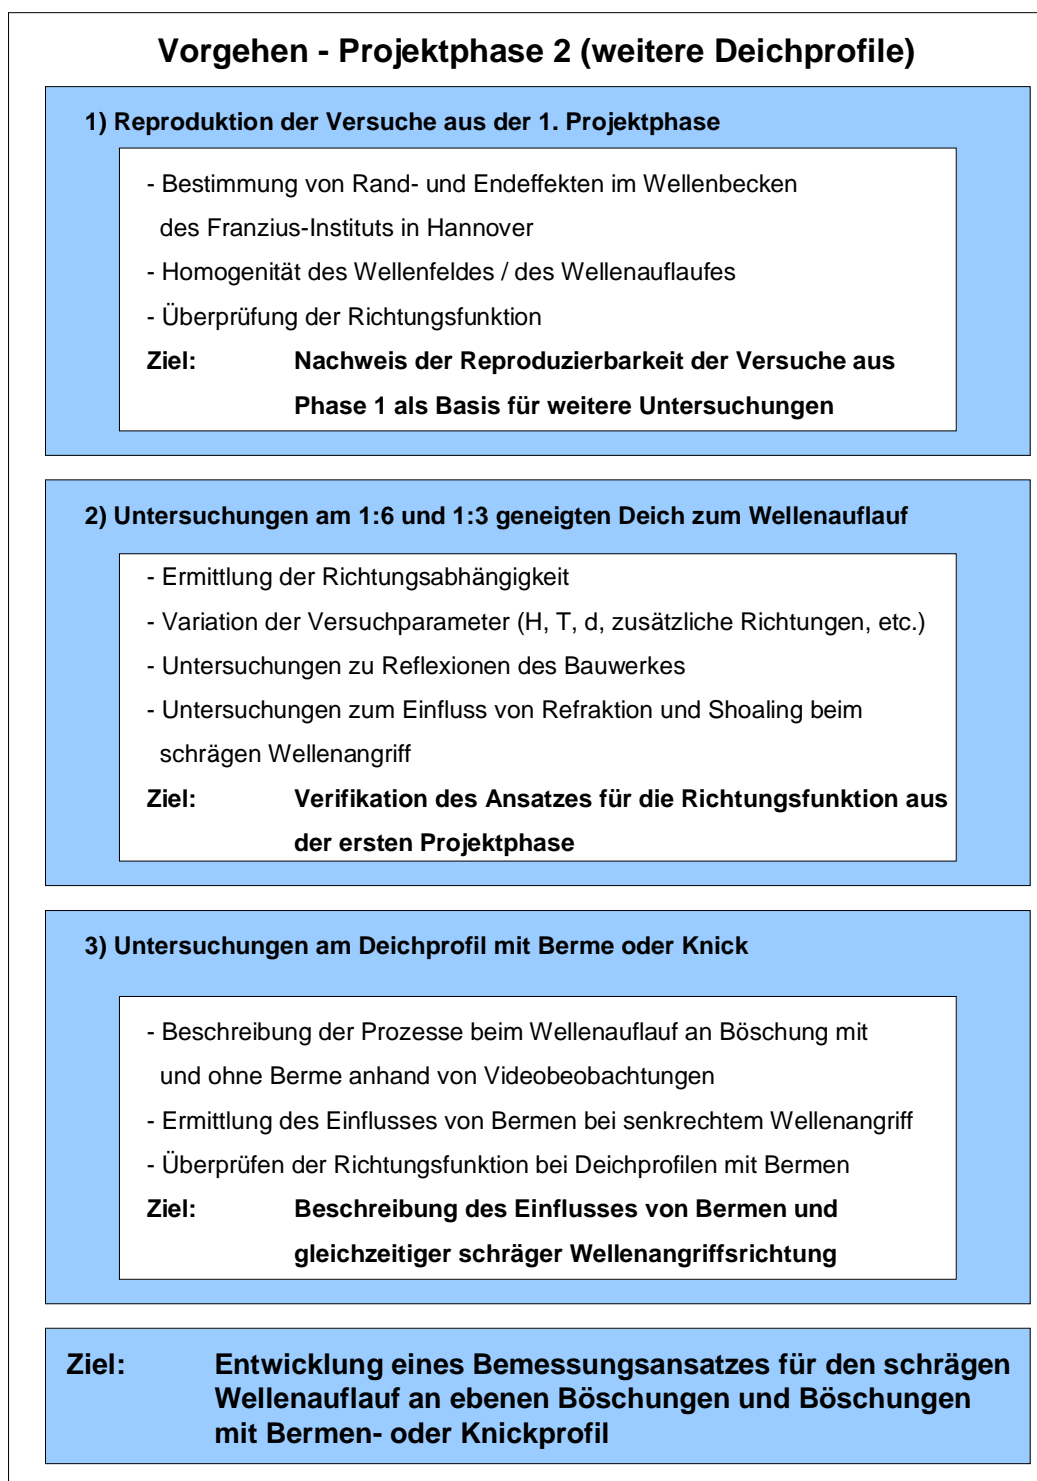 Vorgehen - Projektphase 2 (weitere Deichprofile)
1) Reproduktion der Versuche aus der 1. Projektphase
- Bestimmung von Rand- und Endeffekten im Wellenbecken
des Franzius-Instituts in Hannover
- Homogenität des Wellenfeldes / des Wellenauflaufes
- Überprüfung der Richtungsfunktion
Ziel: Nachweis der Reproduzierbarkeit der Versuche aus
Phase 1 als Basis für weitere Untersuchungen
2) Untersuchungen am 1:6 und 1:3 geneigten Deich zum Wellenauflauf
- Ermittlung der Richtungsabhängigkeit
- Variation der Versuchparameter (H, T, d, zusätzliche Richtungen, etc.)
- Untersuchungen zu Reflexionen des Bauwerkes
- Untersuchungen zum Einfluss von Refraktion und Shoaling beim
schrägen Wellenangriff
Ziel: Verifikation des Ansatzes für die Richtungsfunktion aus
der ersten Projektphase
3) Untersuchungen am Deichprofil mit Berme oder Knick
- Beschreibung der Prozesse beim Wellenauflauf an Böschung mit
und ohne Berme anhand von Videobeobachtungen
- Ermittlung des Einflusses von Bermen bei senkrechtem Wellenangriff
- Überprüfen der Richtungsfunktion bei Deichprofilen mit Bermen
Ziel: Beschreibung des Einflusses von Bermen und
gleichzeitiger schräger Wellenangriffsrichtung
Ziel: Entwicklung eines Bemessungsansatzes für den schrägen
Wellenauflauf an ebenen Böschungen und Böschungen
mit Bermen- oder Knickprofil